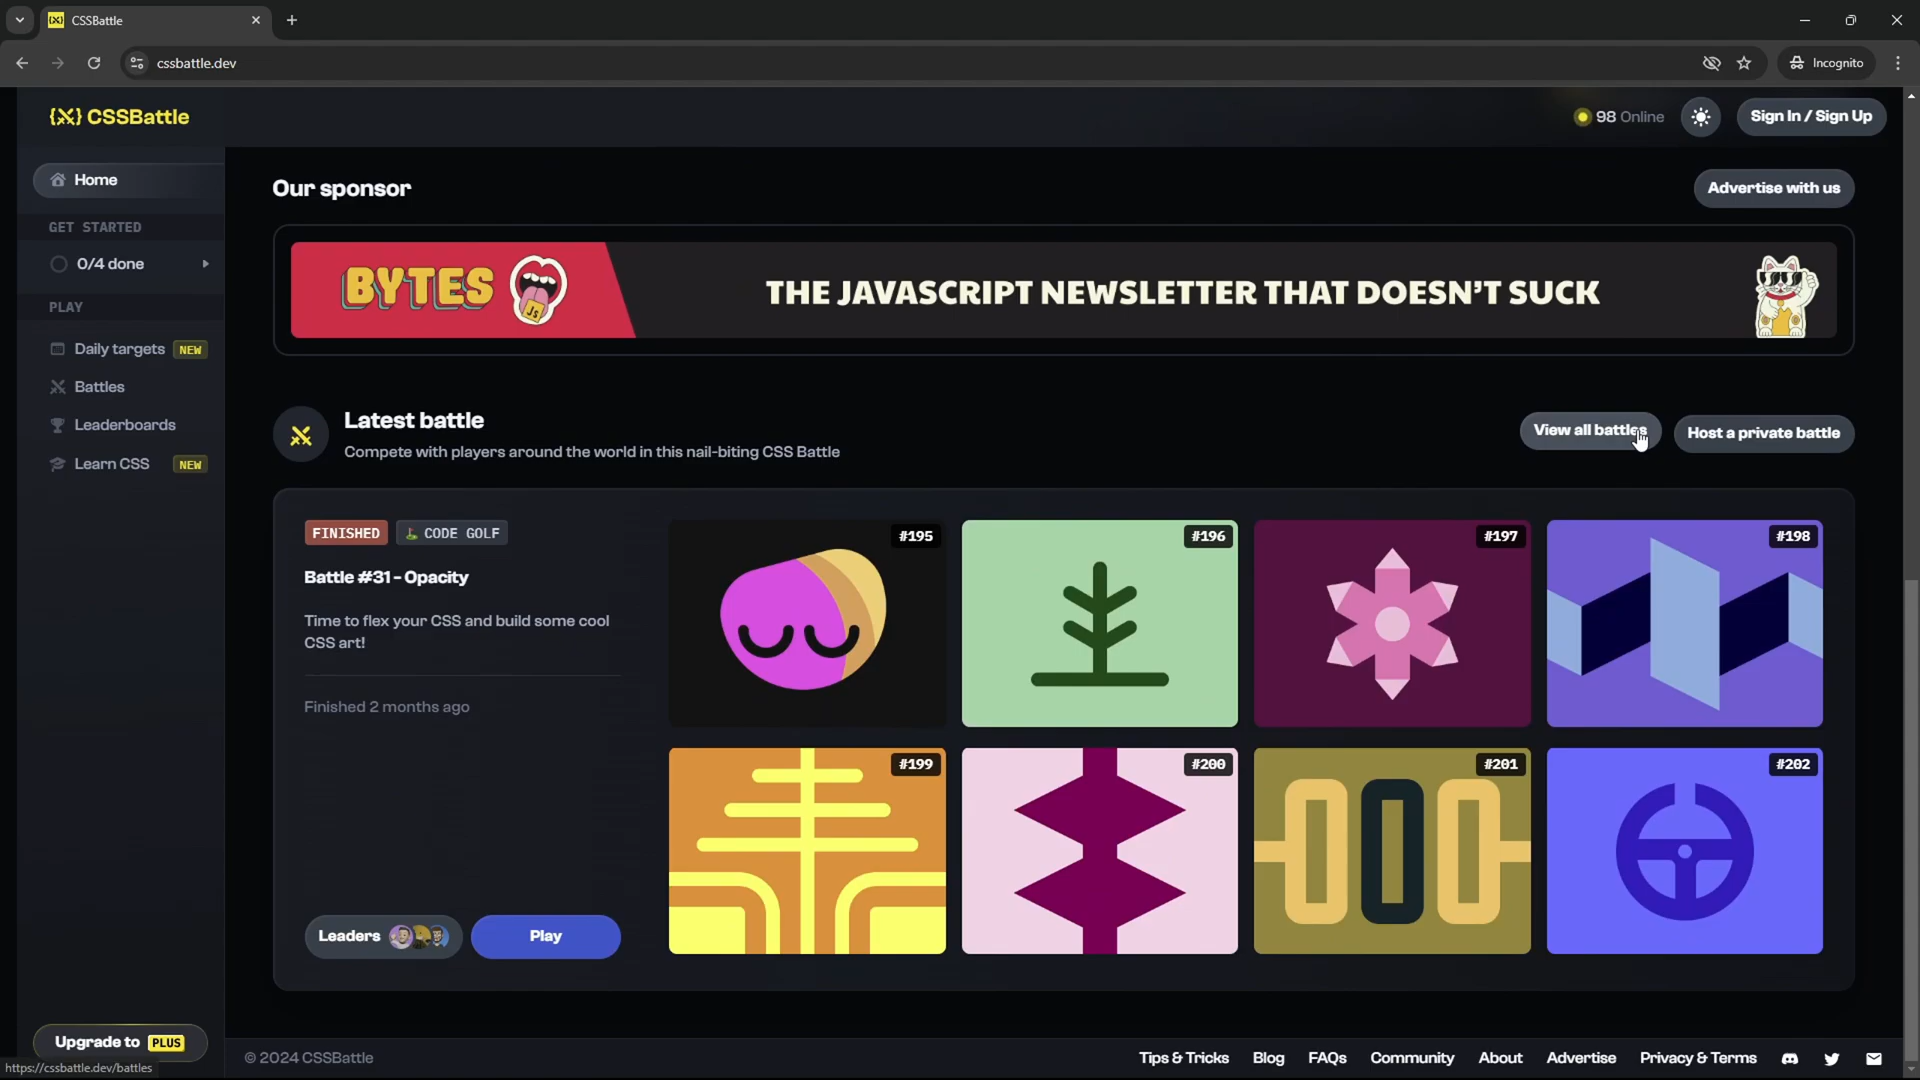 CSSBattle
cssbattle.dev
Incognito
{X} CSSBattle
98 Online
Sign In / Sign Up
Home
GET STARTED
0/4 done
PLAY
Daily targets NEW
Battles
Leaderboards
Learn CSS NEW
Our sponsor
Advertise with us
BYTES
JS
THE JAVASCRIPT NEWSLETTER THAT DOESN'T SUCK
Latest battle
Compete with players around the world in this nail-biting CSS Battle
View all battles
Host a private battle
FINISHED
CODE GOLF
Battle #31 - Opacity
Time to flex your CSS and build some cool
CSS art!
Finished 2 months ago
Leaders
Play
#195
#196
#197
#198
#199
#200
#201
#202
Upgrade to PLUS
https://cssbattle.dev/battles
© 2024 CSSBattle
Tips & Tricks
Blog
FAQs
Community
About
Advertise
Privacy & Terms